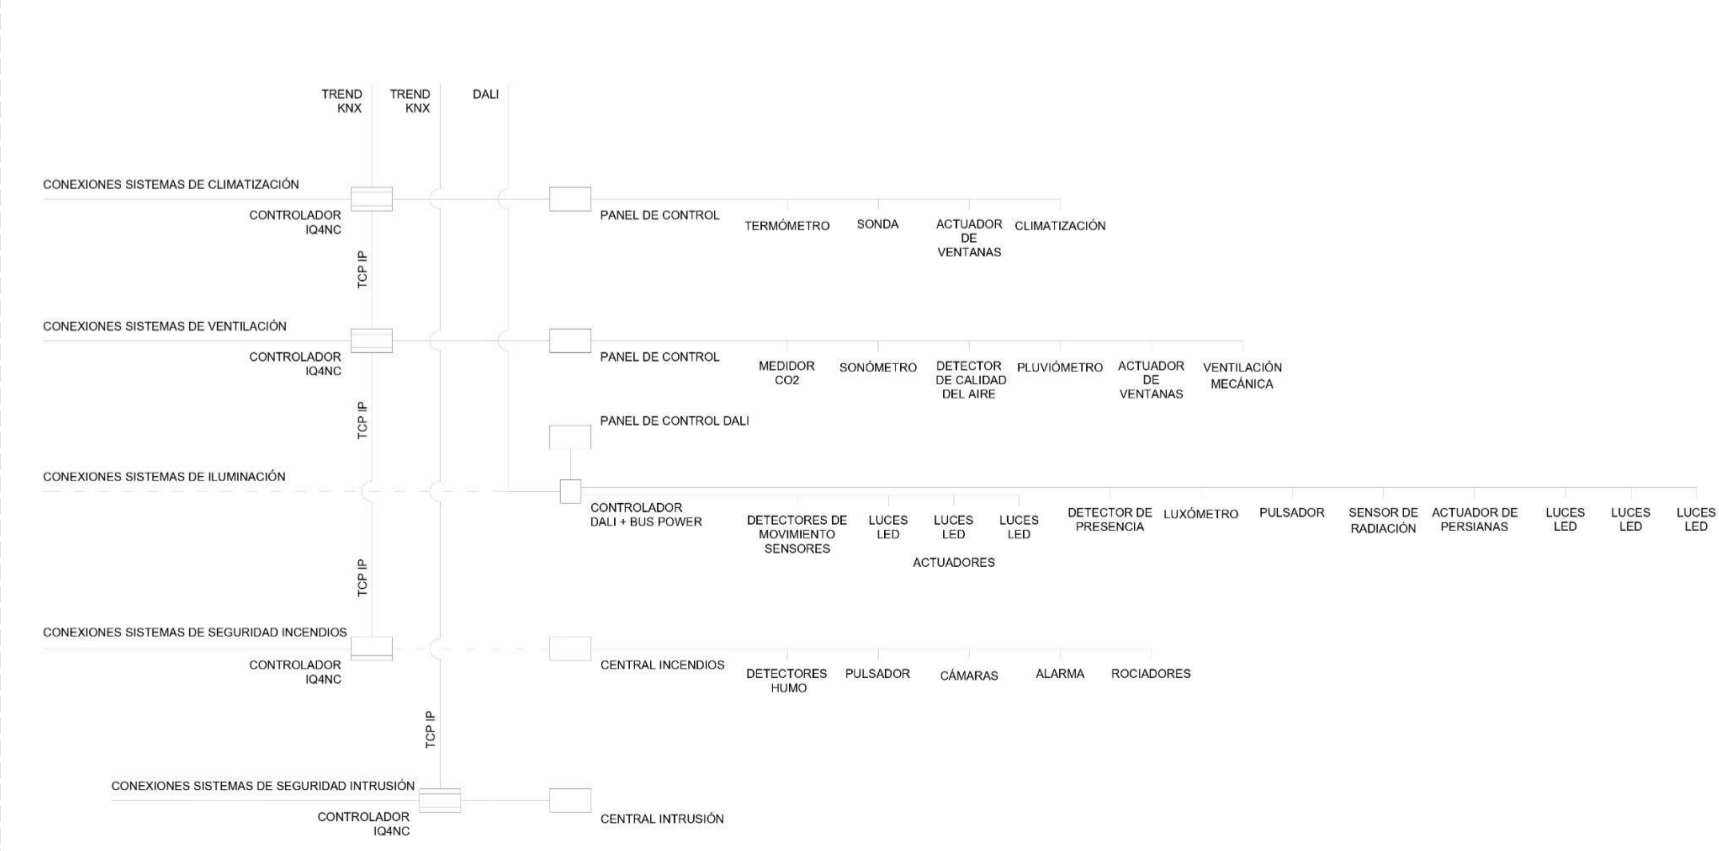 TREND
KNX
TREND
KNX
DALI
CONEXIONES SISTEMAS DE CLIMATIZACIÓN
CONTROLADOR
IQ4NC
PANEL DE CONTROL
TERMÓMETRO
SONDA
ACTUADOR
DE
VENTANAS
CLIMATIZACIÓN
TCP IP
CONEXIONES SISTEMAS DE VENTILACIÓN
CONTROLADOR
IQ4NC
PANEL DE CONTROL
MEDIDOR
CO2
SONÓMETRO
DETECTOR
DE CALIDAD
DEL AIRE
PLUVIÓMETRO
ACTUADOR
DE
VENTANAS
VENTILACIÓN
MECÁNICA
TCP IP
PANEL DE CONTROL DALI
CONEXIONES SISTEMAS DE ILUMINACIÓN
CONTROLADOR
DALI + BUS POWER
DETECTORES DE
MOVIMIENTO
SENSORES
LUCES
LED
LUCES
LED
LUCES
LED
ACTUADORES
DETECTOR DE
PRESENCIA
LUXÓMETRO
PULSADOR
SENSOR DE
RADIACIÓN
ACTUADOR DE
PERSIANAS
LUCES
LED
LUCES
LED
LUCES
LED
TCP IP
CONEXIONES SISTEMAS DE SEGURIDAD INCENDIOS
CONTROLADOR
IQ4NC
CENTRAL INCENDIOS
DETECTORES
HUMO
PULSADOR
CÁMARAS
ALARMA
ROCIADORES
TCP IP
CONEXIONES SISTEMAS DE SEGURIDAD INTRUSIÓN
CONTROLADOR
IQ4NC
CENTRAL INTRUSIÓN